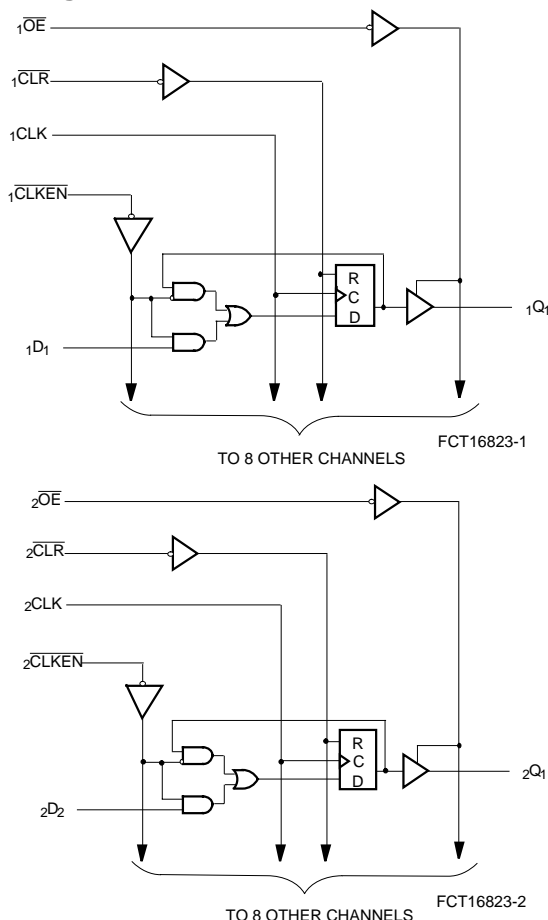 1OE
1CLR
1CLK
1CLKEN
R
C
D
1D1
1Q1
FCT16823-1
TO 8 OTHER CHANNELS
2OE
2CLR
2CLK
2CLKEN
R
C
D
2D2
2Q1
FCT16823-2
TO 8 OTHER CHANNELS